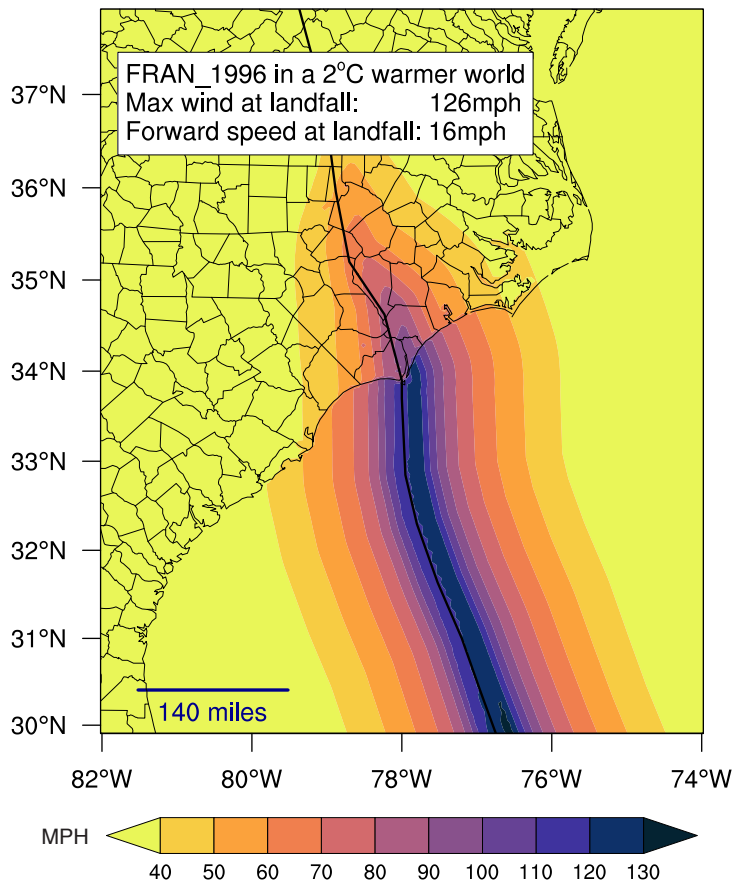 FRAN_1996 in a 2°C warmer world
Max wind at landfall: 126mph
Forward speed at landfall: 16mph
37°N
36°N
35°N
34°N
33°N
32°N
31°N
30°N
140 miles
82°W 80°W 78°W 76°W 74°W
MPH
40 50 60 70 80 90 100 110 120 130